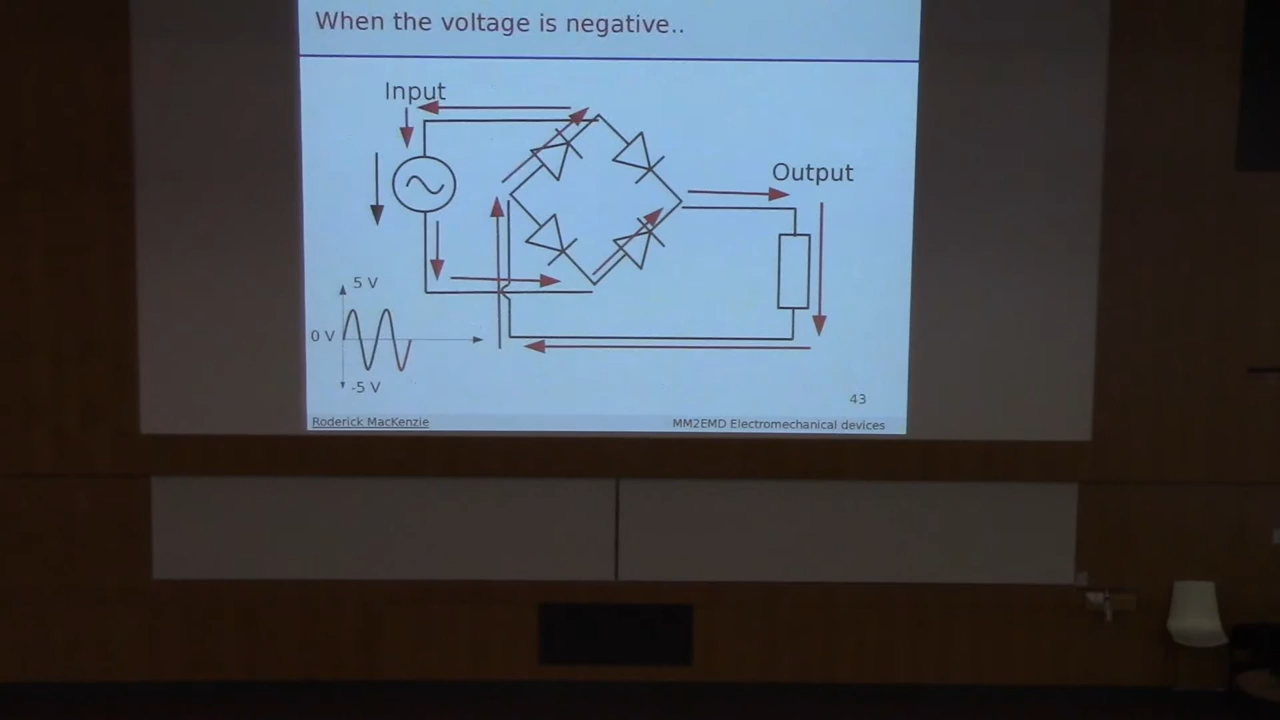 When the voltage is negative..
Input
Output
5 V
0 V
-5 V
43
Roderick MacKenzie
MM2EMD Electromechanical devices